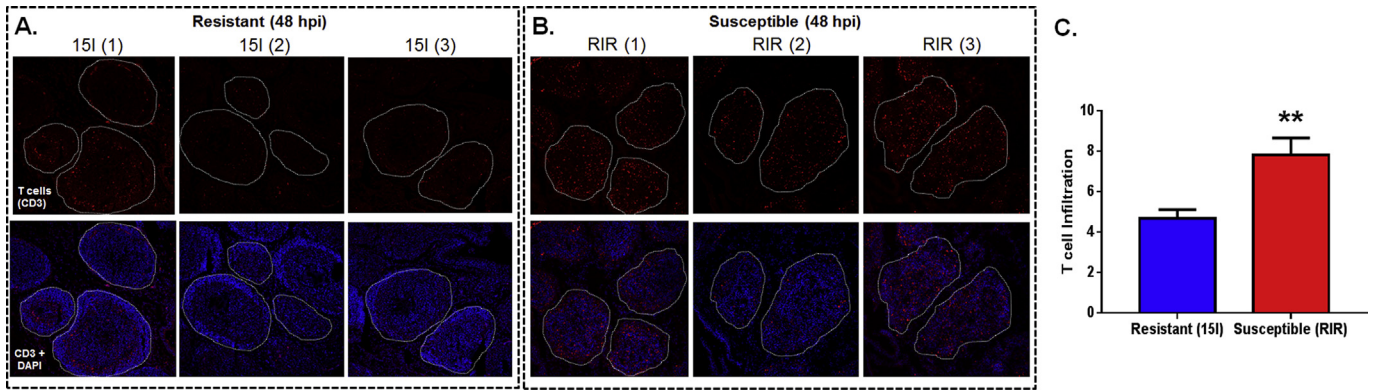 A.
Resistant (48 hpi)
15I (1)
15I (2)
15I (3)
T cells
(CD3)
CD3 +
DAPI
B.
Susceptible (48 hpi)
RIR (1)
RIR (2)
RIR (3)
C.
T cell Infiltration
10
8
6
4
2
0
**
Resistant (15I)
Susceptible (RIR)